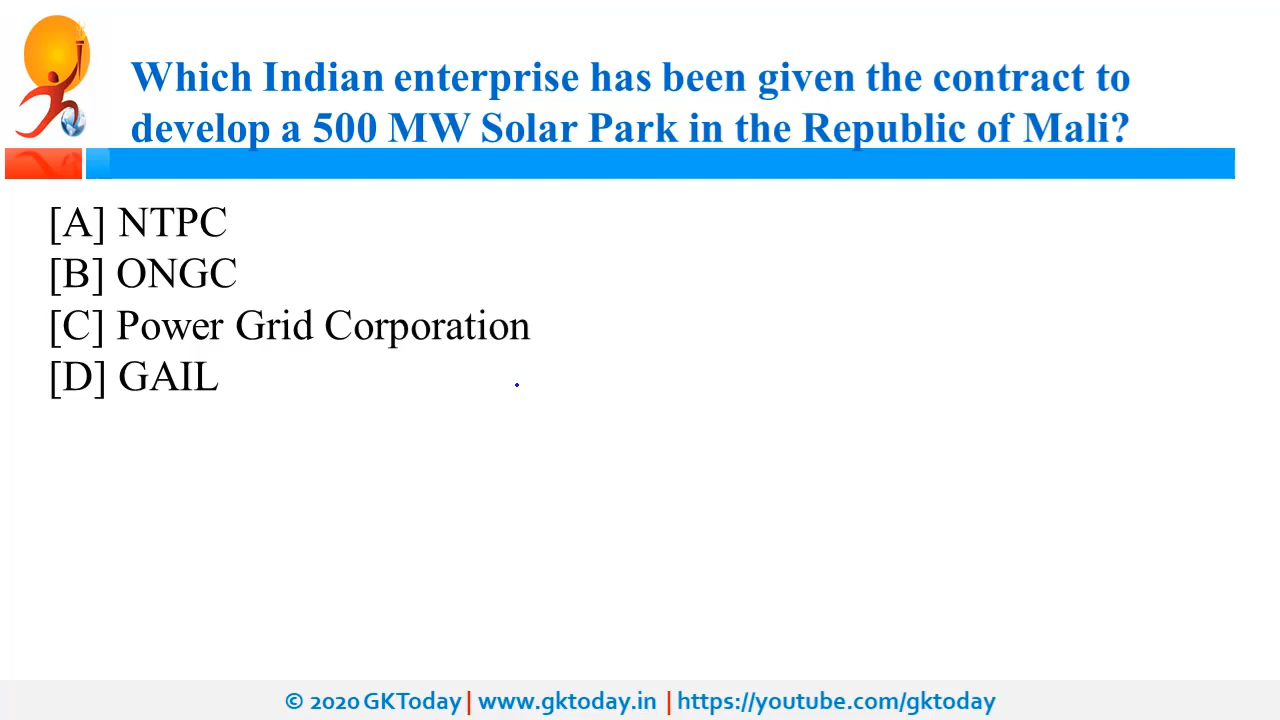 Which Indian enterprise has been given the contract to
develop a 500 MW Solar Park in the Republic of Mali?
[A] NTPC
[B] ONGC
[C] Power Grid Corporation
[D] GAIL
© 2020 GKToday | www.gktoday.in | https://youtube.com/gktoday